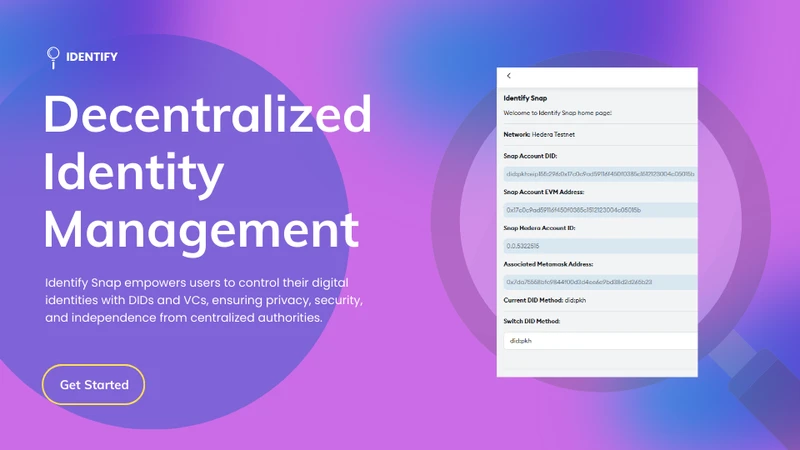 IDENTIFY
Decentralized
Identity
Management
Identify Snap empowers users to control their digital
identities with DIDs and VCs, ensuring privacy, security,
and independence from centralized authorities.
Get Started
Identify Snap
Welcome to Identify Snap home page!
Network: Hedera Testnet
Snap Account DID:
Snap Account EVM Address:
0x17c0c9ad59116f450f0385c1512123004c05015b
Snap Hedera Account ID:
0.0.5322515
Associated Metamask Address:
Current DID Method: did:pkh
Switch DID Method:
did:pkh